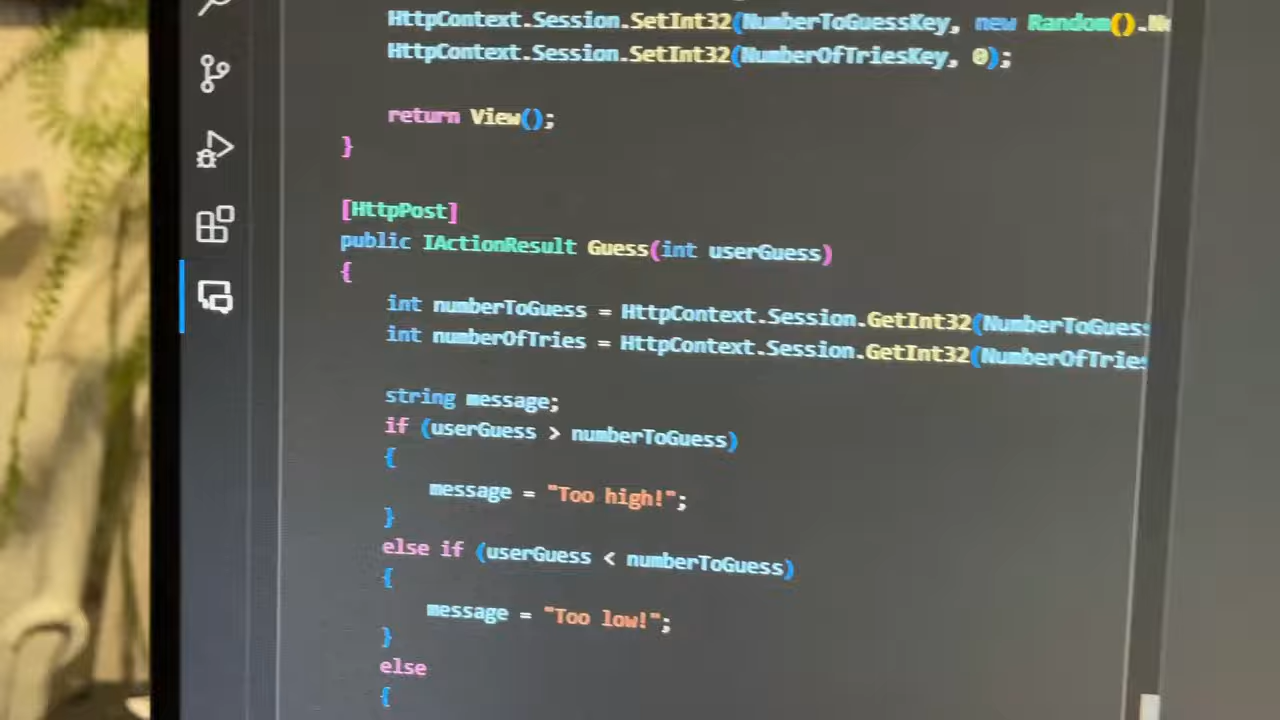 HttpContext.Session.SetInt32(NumberToGuessKey, new Random().Ne
HttpContext.Session.SetInt32(NumberOfTriesKey, 0);
return View();
}
[HttpPost]
public IActionResult Guess(int userGuess)
{
int numberToGuess = HttpContext.Session.GetInt32(NumberToGuess
int numberOfTries = HttpContext.Session.GetInt32(NumberOfTries
string message;
if (userGuess > numberToGuess)
{
message = "Too high!";
}
else if (userGuess < numberToGuess)
{
message = "Too low!";
}
else
{